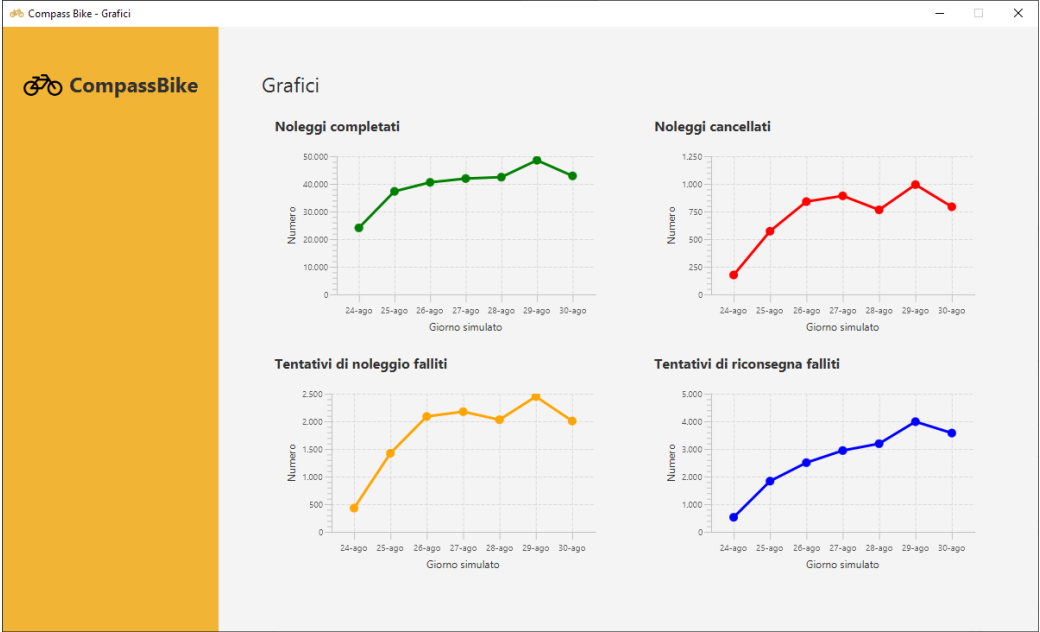 Compass Bike - Grafici
CompassBike
Grafici
Noleggi completati
50.000
40.000
30.000
20.000
10.000
0
Numero
24-ago 25-ago 26-ago 27-ago 28-ago 29-ago 30-ago
Giorno simulato
Noleggi cancellati
1.250
1.000
750
500
250
0
Numero
24-ago 25-ago 26-ago 27-ago 28-ago 29-ago 30-ago
Giorno simulato
Tentativi di noleggio falliti
2.500
2.000
1.500
1.000
500
0
Numero
24-ago 25-ago 26-ago 27-ago 28-ago 29-ago 30-ago
Giorno simulato
Tentativi di riconsegna falliti
5.000
4.000
3.000
2.000
1.000
0
Numero
24-ago 25-ago 26-ago 27-ago 28-ago 29-ago 30-ago
Giorno simulato